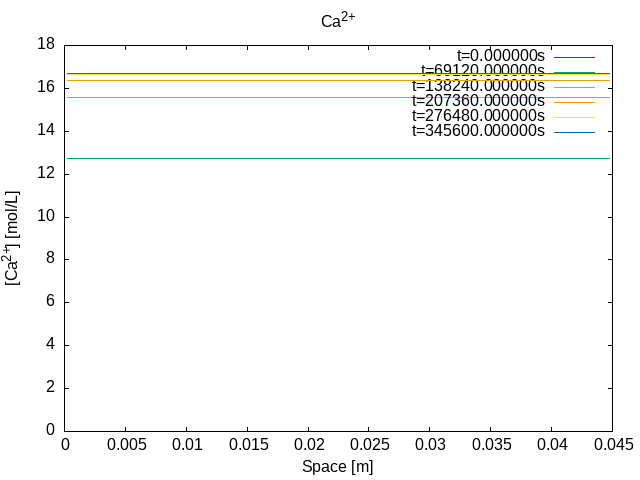 Ca²⁺
t=0.000000s
t=69120.000000s
t=138240.000000s
t=207360.000000s
t=276480.000000s
t=345600.000000s
18
16
14
12
10
8
6
4
2
0
[Ca²⁺] [mol/L]
0 0.005 0.01 0.015 0.02 0.025 0.03 0.035 0.04 0.045
Space [m]